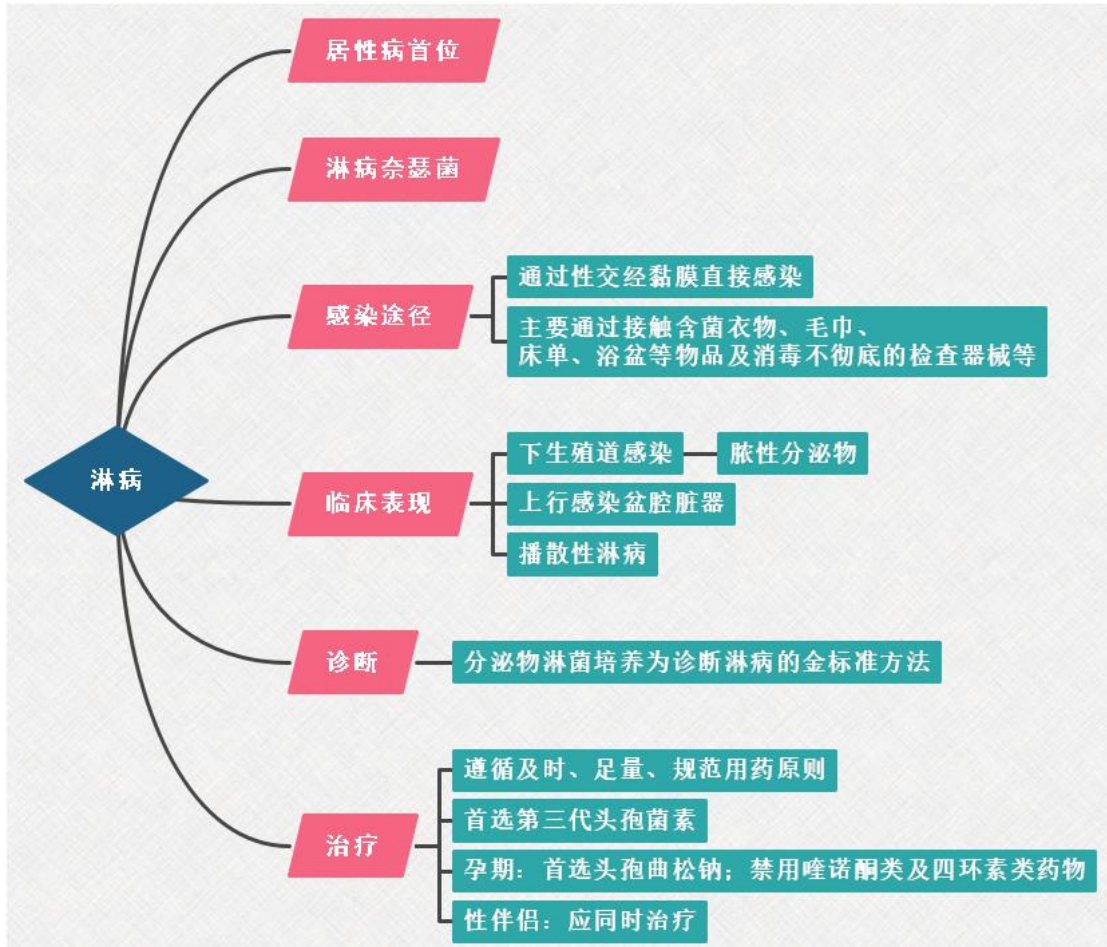 居性病首位
淋病奈瑟菌
感染途径
通过性交经黏膜直接感染
主要通过接触含菌衣物、毛巾、
床单、浴盆等物品及消毒不彻底的检查器械等
淋病
临床表现
下生殖道感染
脓性分泌物
上行感染盆腔脏器
播散性淋病
诊断
分泌物淋菌培养为诊断淋病的金标准方法
治疗
遵循及时、足量、规范用药原则
首选第三代头孢菌素
孕期：首选头孢曲松钠；禁用喹诺酮类及四环素类药物
性伴侣：应同时治疗